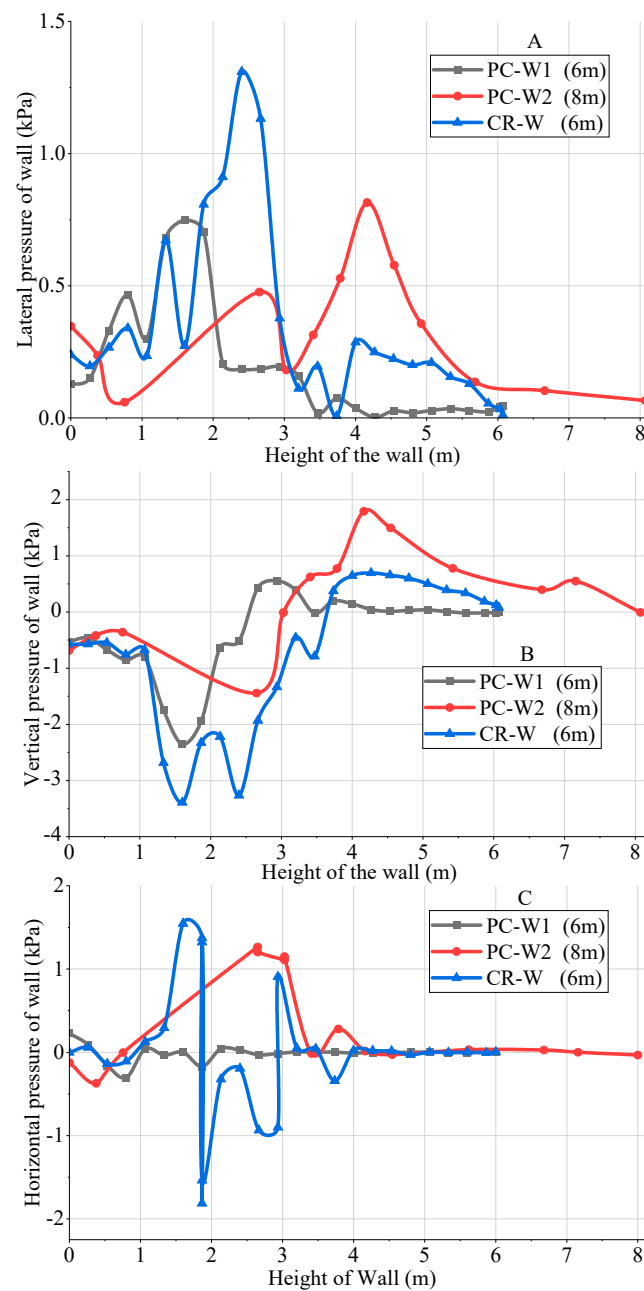 A
PC-W1 (6m)
PC-W2 (8m)
CR-W (6m)
Lateral pressure of wall (kPa)
1.5
1.0
0.5
0.0
0 1 2 3 4 5 6 7 8
Height of the wall (m)
Vertical pressure of wall (kPa)
2
1
0
-1
-2
-3
-4
B
PC-W1 (6m)
PC-W2 (8m)
CR-W (6m)
0 1 2 3 4 5 6 7 8
Height of the wall (m)
C
PC-W1 (6m)
PC-W2 (8m)
CR-W (6m)
Horizontal pressure of wall (kPa)
2
1
0
-1
-2
0 1 2 3 4 5 6 7 8
Height of Wall (m)